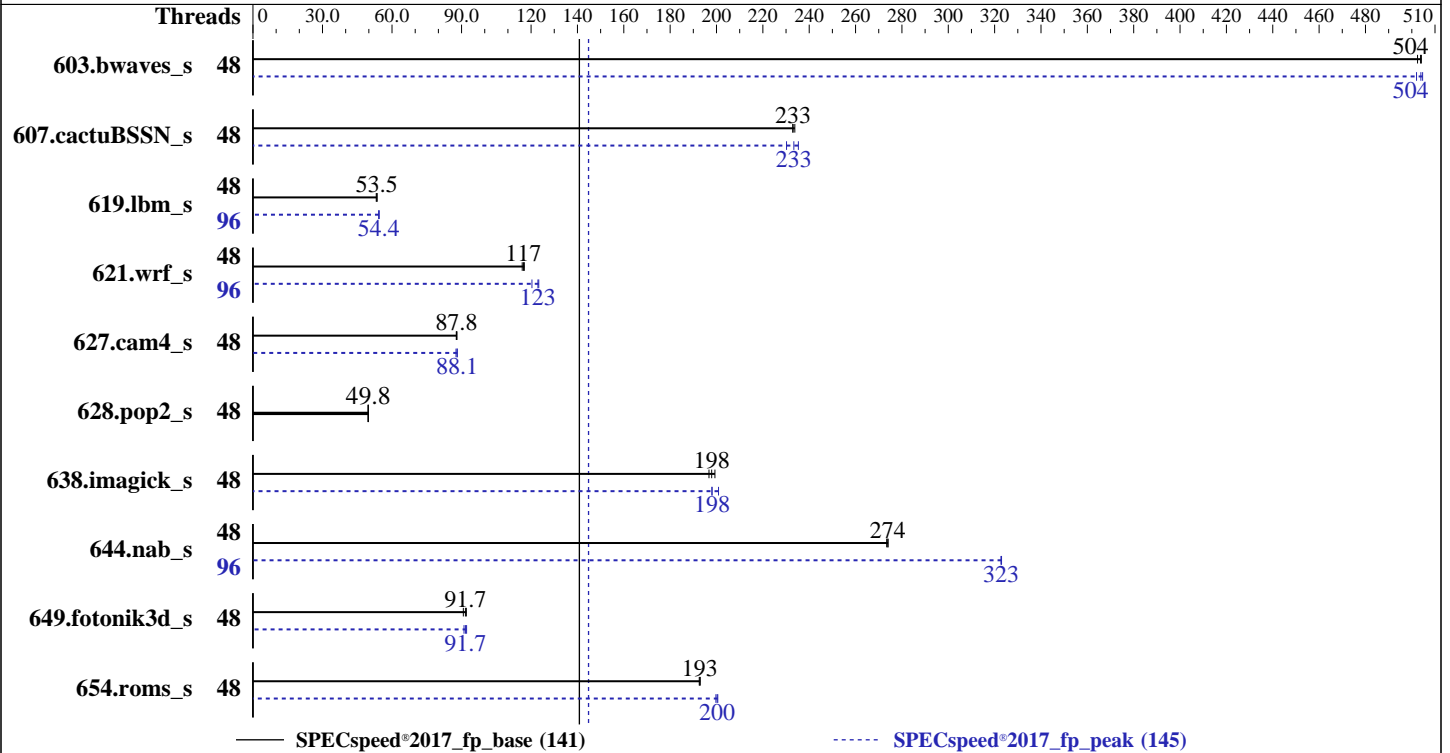 Threads 0 30.0 60.0 90.0 120 140 160 180 200 220 240 260 280 300 320 340 360 380 400 420 440 460 480 510
603.bwaves_s 48 504
504
607.cactuBSSN_s 48 233
233
48 53.5
619.lbm_s
96 54.4
48 117
621.wrf_s
96 123
627.cam4_s 48 87.8
88.1
628.pop2_s 48 49.8
638.imagick_s 48 198
198
48 274
644.nab_s
96 323
649.fotonik3d_s 48 91.7
91.7
654.roms_s 48 193
200
SPECspeed®2017_fp_base (141) SPECspeed®2017_fp_peak (145)